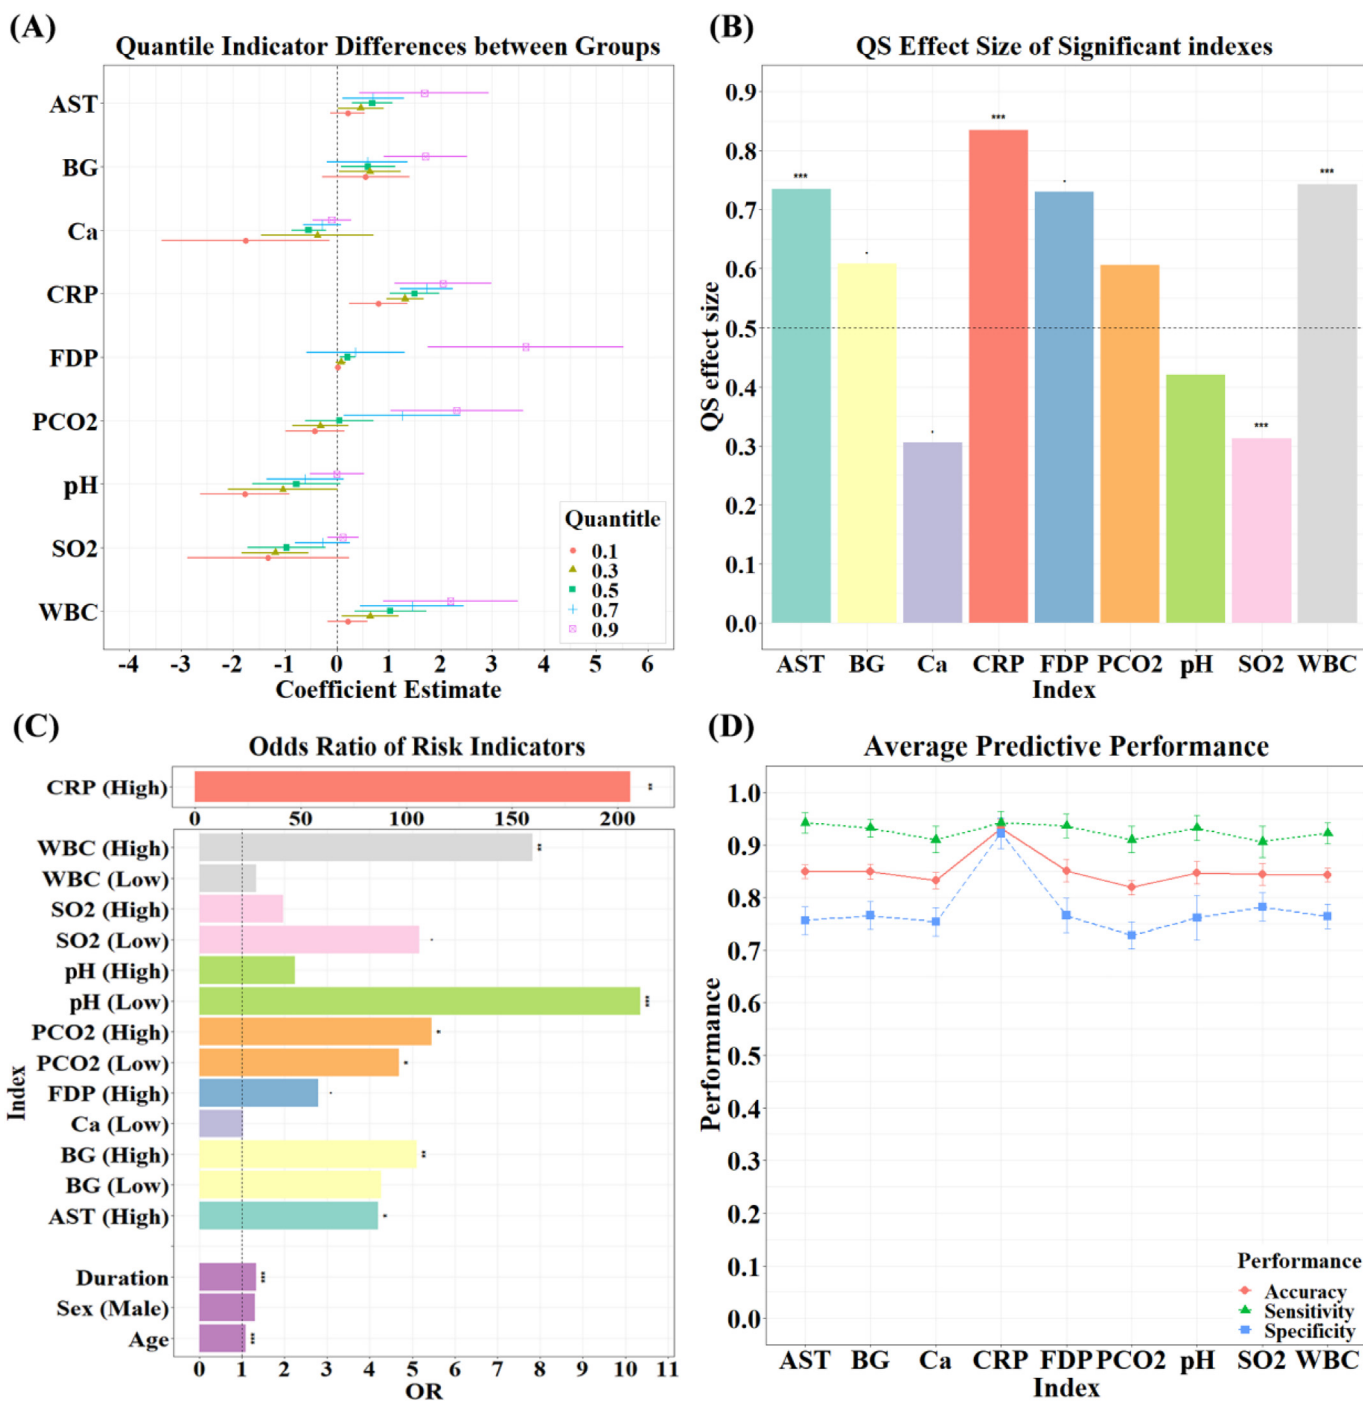 (A)
Quantile Indicator Differences between Groups
AST
BG
Ca
CRP
FDP
PCO2
pH
SO2
WBC
Quantitle
0.1
0.3
0.5
0.7
0.9
-4 -3 -2 -1 0 1 2 3 4 5 6
Coefficient Estimate
(B)
QS Effect Size of Significant indexes
QS effect size
0.9
0.8
0.7
0.6
0.5
0.4
0.3
0.2
0.1
0.0
*** . . *** . *** ***
AST BG Ca CRP FDP PCO2 pH SO2 WBC
Index
(C)
Odds Ratio of Risk Indicators
CRP (High) **
0 50 100 150 200
Index
WBC (High) **
WBC (Low)
SO2 (High)
SO2 (Low) .
pH (High)
pH (Low) ***
PCO2 (High) *
PCO2 (Low) *
FDP (High) .
Ca (Low)
BG (High) **
BG (Low)
AST (High) *
Duration ***
Sex (Male)
Age ***
0 1 2 3 4 5 6 7 8 9 10 11
OR
(D)
Average Predictive Performance
Performance
1.0
0.9
0.8
0.7
0.6
0.5
0.4
0.3
0.2
0.1
0.0
Performance
Accuracy
Sensitivity
Specificity
AST BG Ca CRP FDP PCO2 pH SO2 WBC
Index